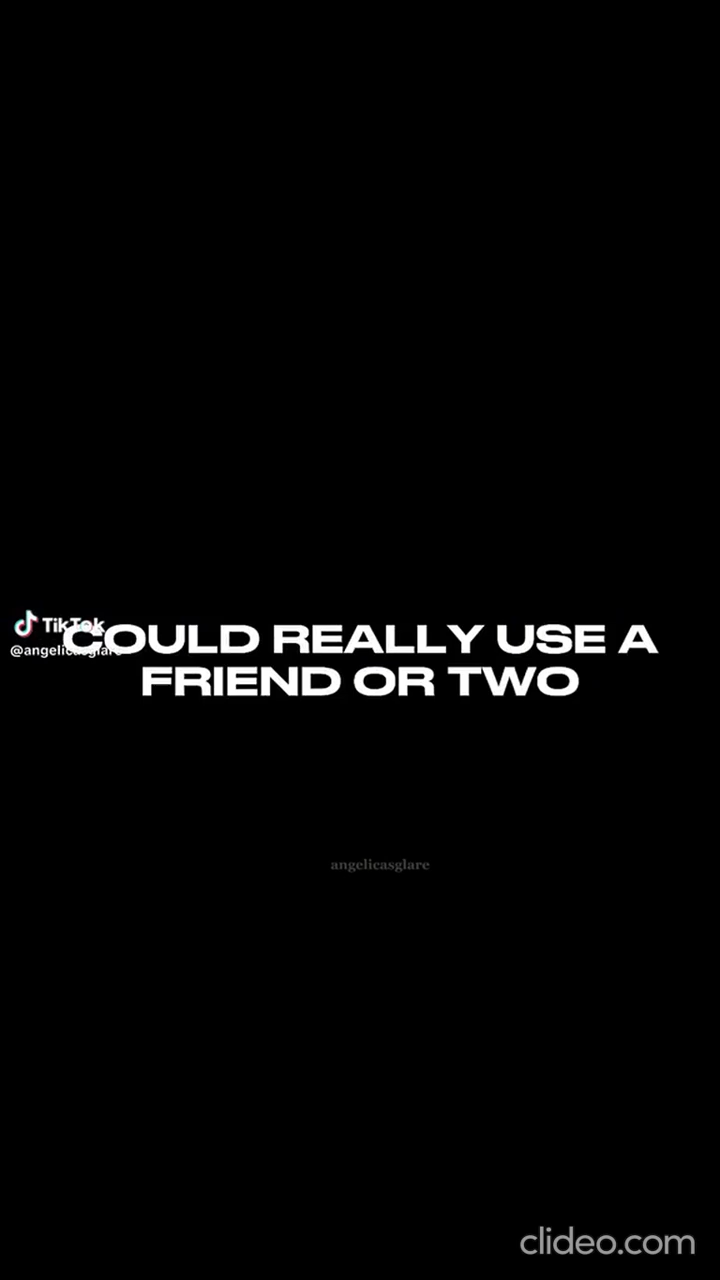 TikTok
@angelicasglare
COULD REALLY USE A
FRIEND OR TWO
angelicasglare
clideo.com